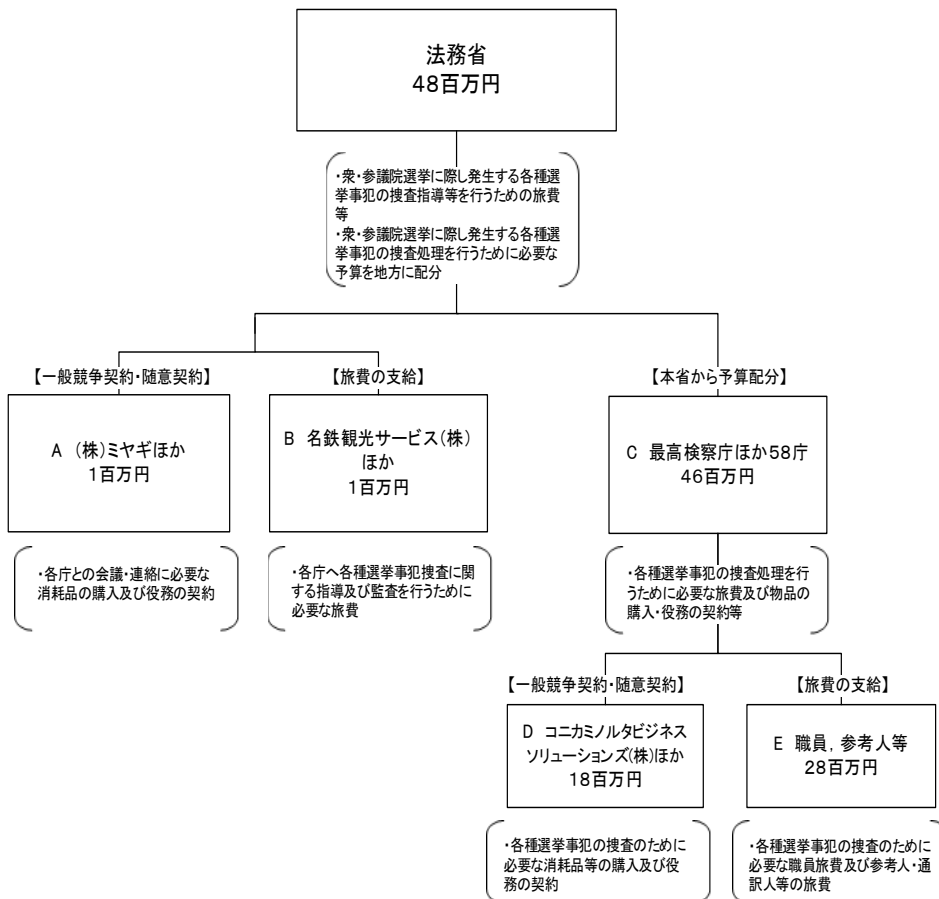 法務省
48百万円
・衆・参議院選挙に際し発生する各種選
挙事犯の捜査指導等を行うための旅費
等
・衆・参議院選挙に際し発生する各種選
挙事犯の捜査処理を行うために必要な
予算を地方に配分
【一般競争契約・随意契約】
【旅費の支給】
【本省から予算配分】
A (株)ミヤギほか
1百万円
B 名鉄観光サービス(株)
ほか
1百万円
C 最高検察庁ほか58庁
46百万円
・各庁との会議・連絡に必要な
消耗品の購入及び役務の契約
・各庁へ各種選挙事犯捜査に関
する指導及び監査を行うために
必要な旅費
・各種選挙事犯の捜査処理を行
うために必要な旅費及び物品の
購入・役務の契約等
【一般競争契約・随意契約】
【旅費の支給】
D コニカミノルタビジネス
ソリューションズ(株)ほか
18百万円
E 職員,参考人等
28百万円
・各種選挙事犯の捜査のために
必要な消耗品等の購入及び役
務の契約
・各種選挙事犯の捜査のために
必要な職員旅費及び参考人・通
訳人等の旅費